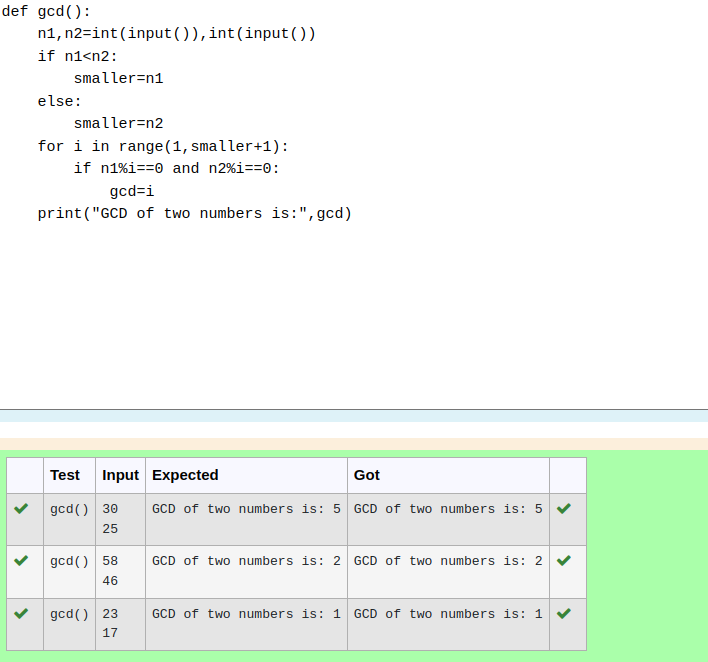 def gcd():
    n1,n2=int(input()),int(input())
    if n1<n2:
        smaller=n1
    else:
        smaller=n2
    for i in range(1,smaller+1):
        if n1%i==0 and n2%i==0:
            gcd=i
    print("GCD of two numbers is:",gcd)
Test Input Expected Got
gcd() 30 GCD of two numbers is: 5 GCD of two numbers is: 5
25
gcd() 58 GCD of two numbers is: 2 GCD of two numbers is: 2
46
gcd() 23 GCD of two numbers is: 1 GCD of two numbers is: 1
17